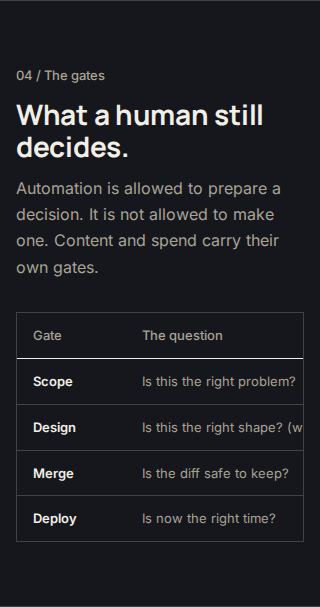 04 / The gates
What a human still
decides.
Automation is allowed to prepare a
decision. It is not allowed to make
one. Content and spend carry their
own gates.
Gate The question
Scope Is this the right problem?
Design Is this the right shape? (w
Merge Is the diff safe to keep?
Deploy Is now the right time?